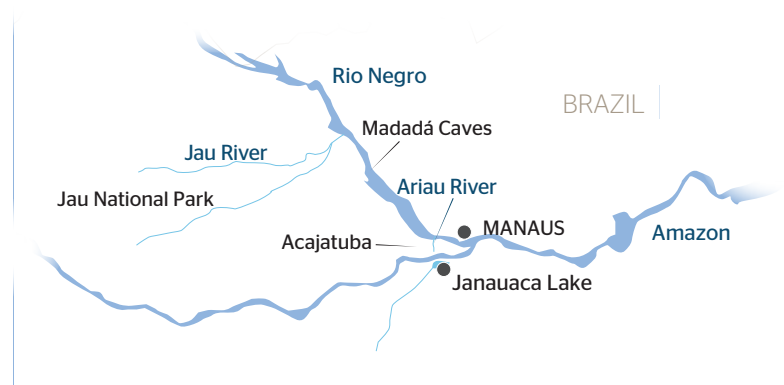 Rio Negro
BRAZIL
Madadá Caves
Jau River
Ariau River
Jau National Park
MANAUS
Amazon
Acajatuba
Janauaca Lake